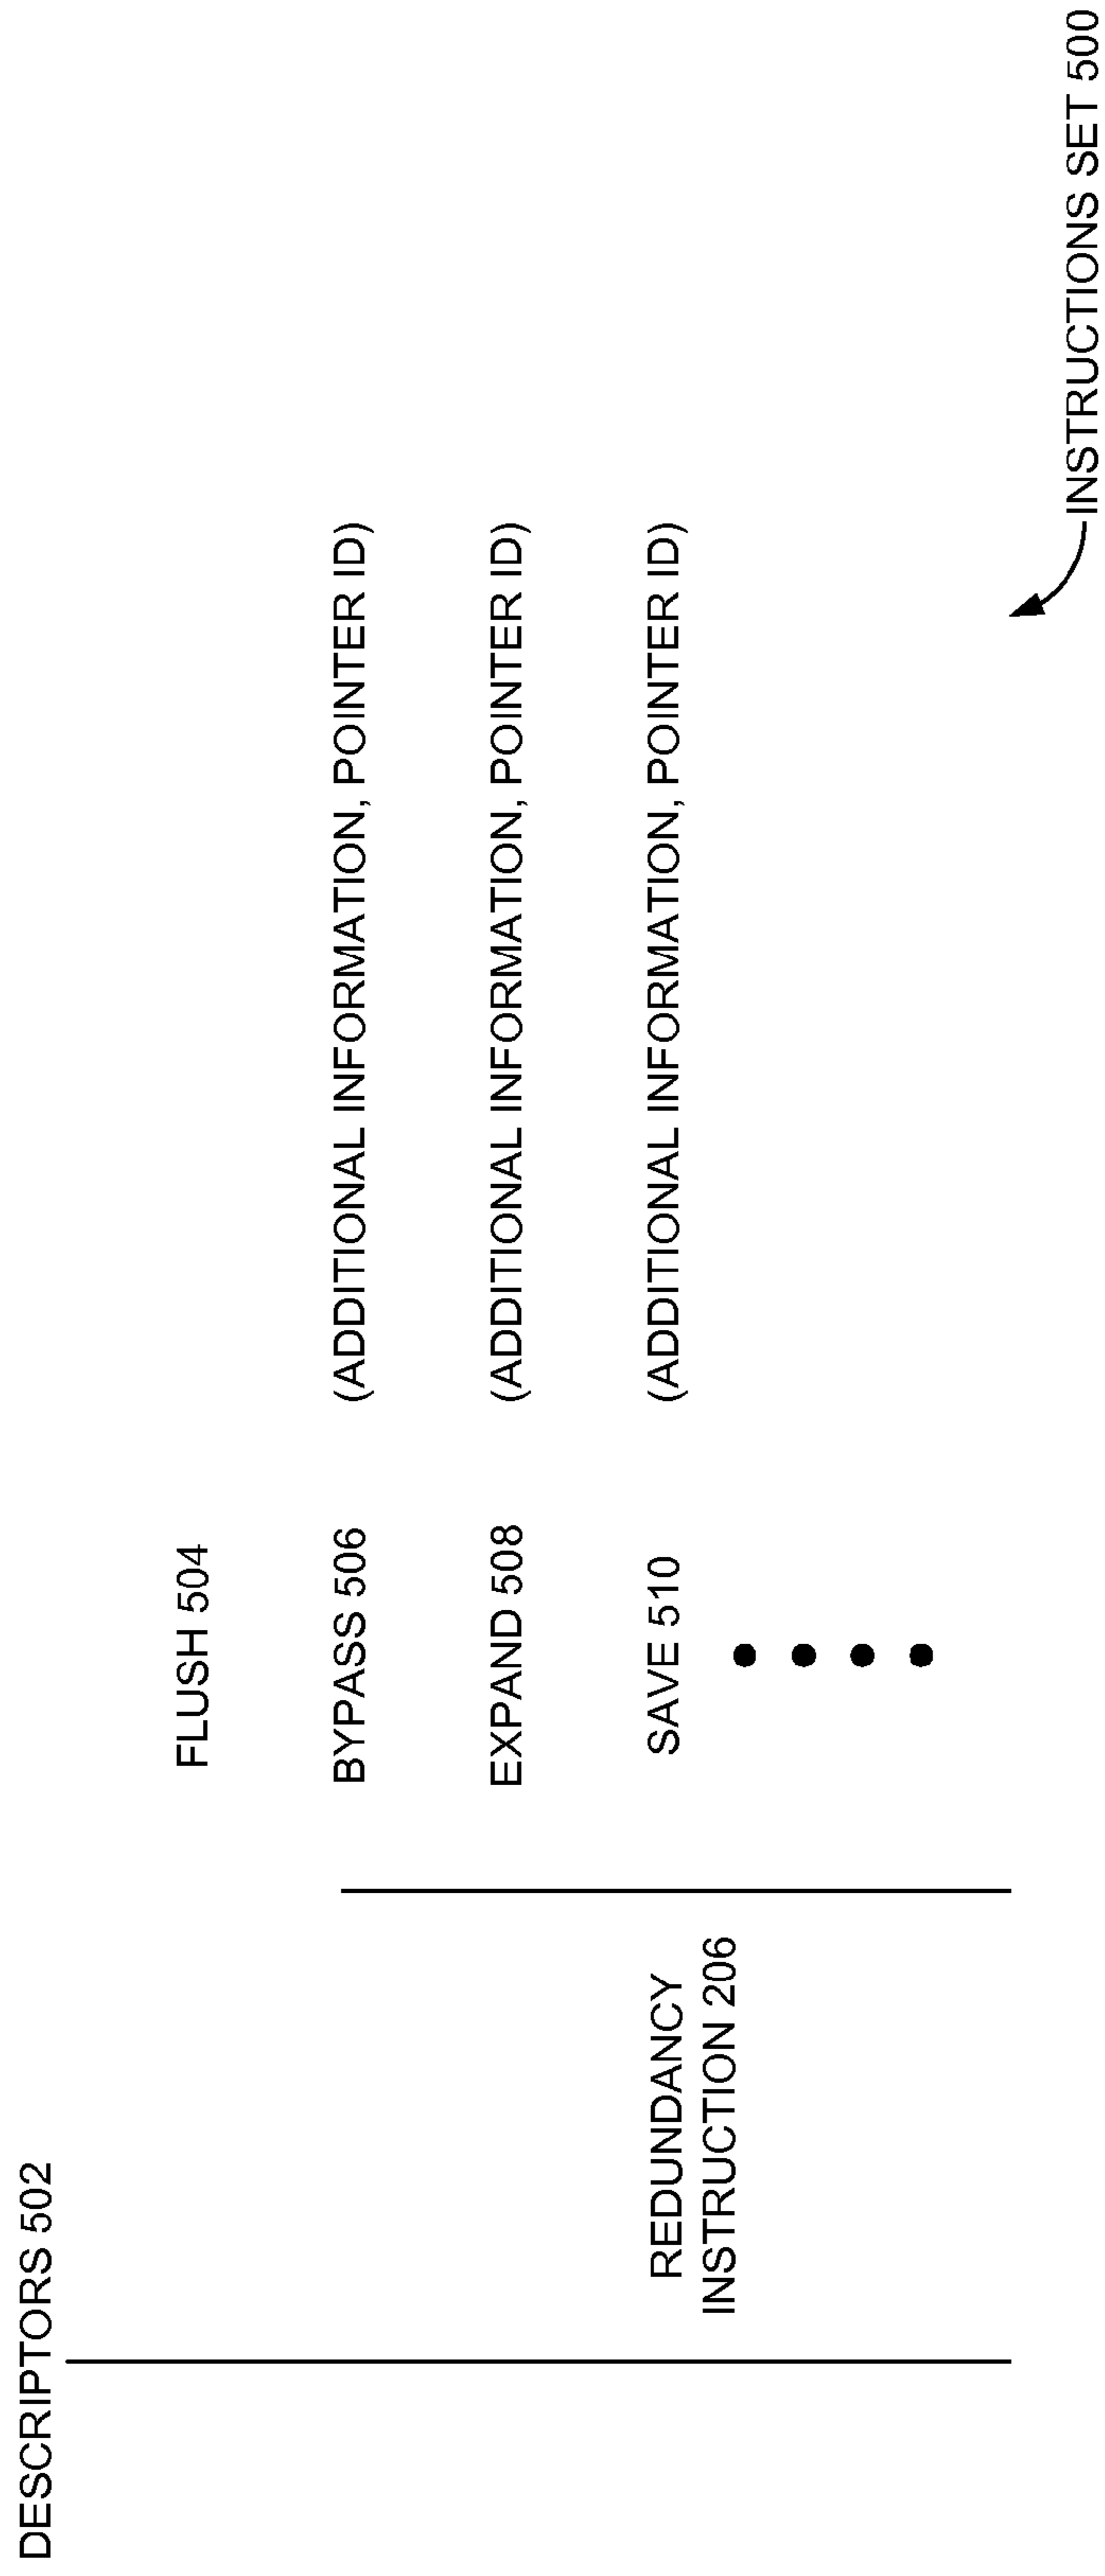 DESCRIPTORS 502
FLUSH 504
BYPASS 506 (ADDITIONAL INFORMATION, POINTER ID)
EXPAND 508 (ADDITIONAL INFORMATION, POINTER ID)
SAVE 510 (ADDITIONAL INFORMATION, POINTER ID)
REDUNDANCY
INSTRUCTION 206
INSTRUCTIONS SET 500